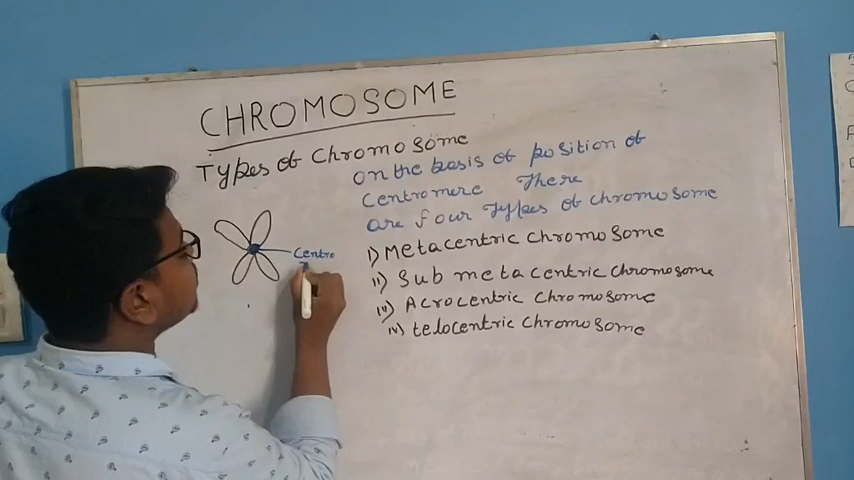 CHROMOSOME
Types of Chromosome
on the basis of position of
Centromere There
are four Types of chromosome
i) Metacentric chromosome
ii) Sub metacentric chromosome
iii) Acrocentric chromosome
iv) telocentric chromosome
Centro